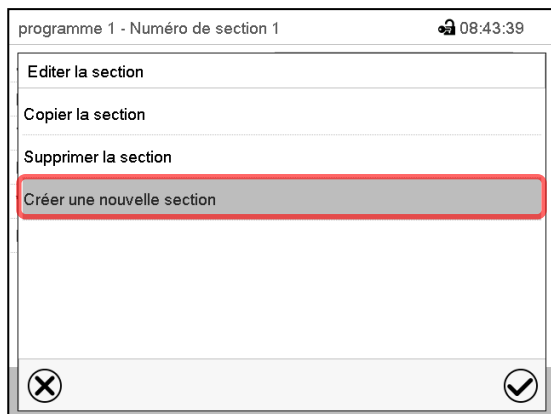 programme 1 - Numéro de section 1 08:43:39
Editer la section
Copier la section
Supprimer la section
Créer une nouvelle section